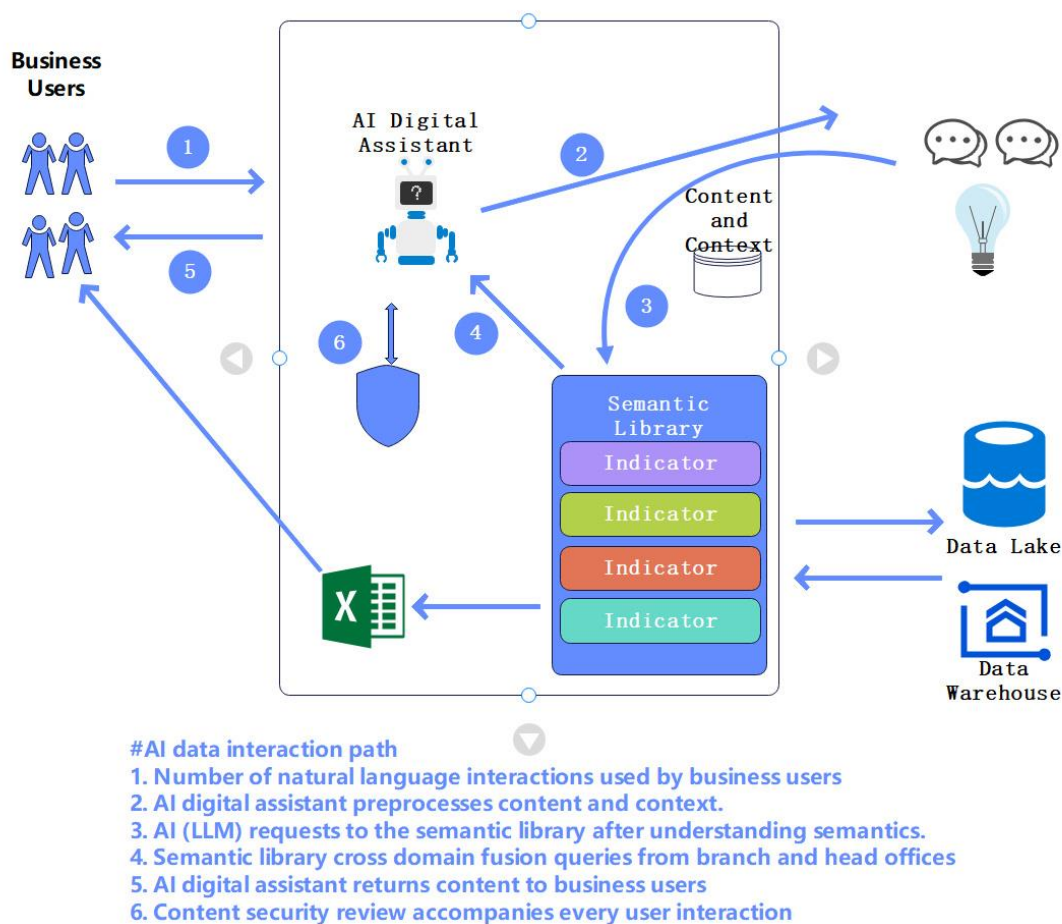 Business
Users
1
AI Digital
Assistant
?
2
5
Content
and
Context
3
4
6
Semantic
Library
Indicator
Indicator
Indicator
Indicator
X
Data Lake
Data
Warehouse
#AI data interaction path
1. Number of natural language interactions used by business users
2. AI digital assistant preprocesses content and context.
3. AI (LLM) requests to the semantic library after understanding semantics.
4. Semantic library cross domain fusion queries from branch and head offices
5. AI digital assistant returns content to business users
6. Content security review accompanies every user interaction